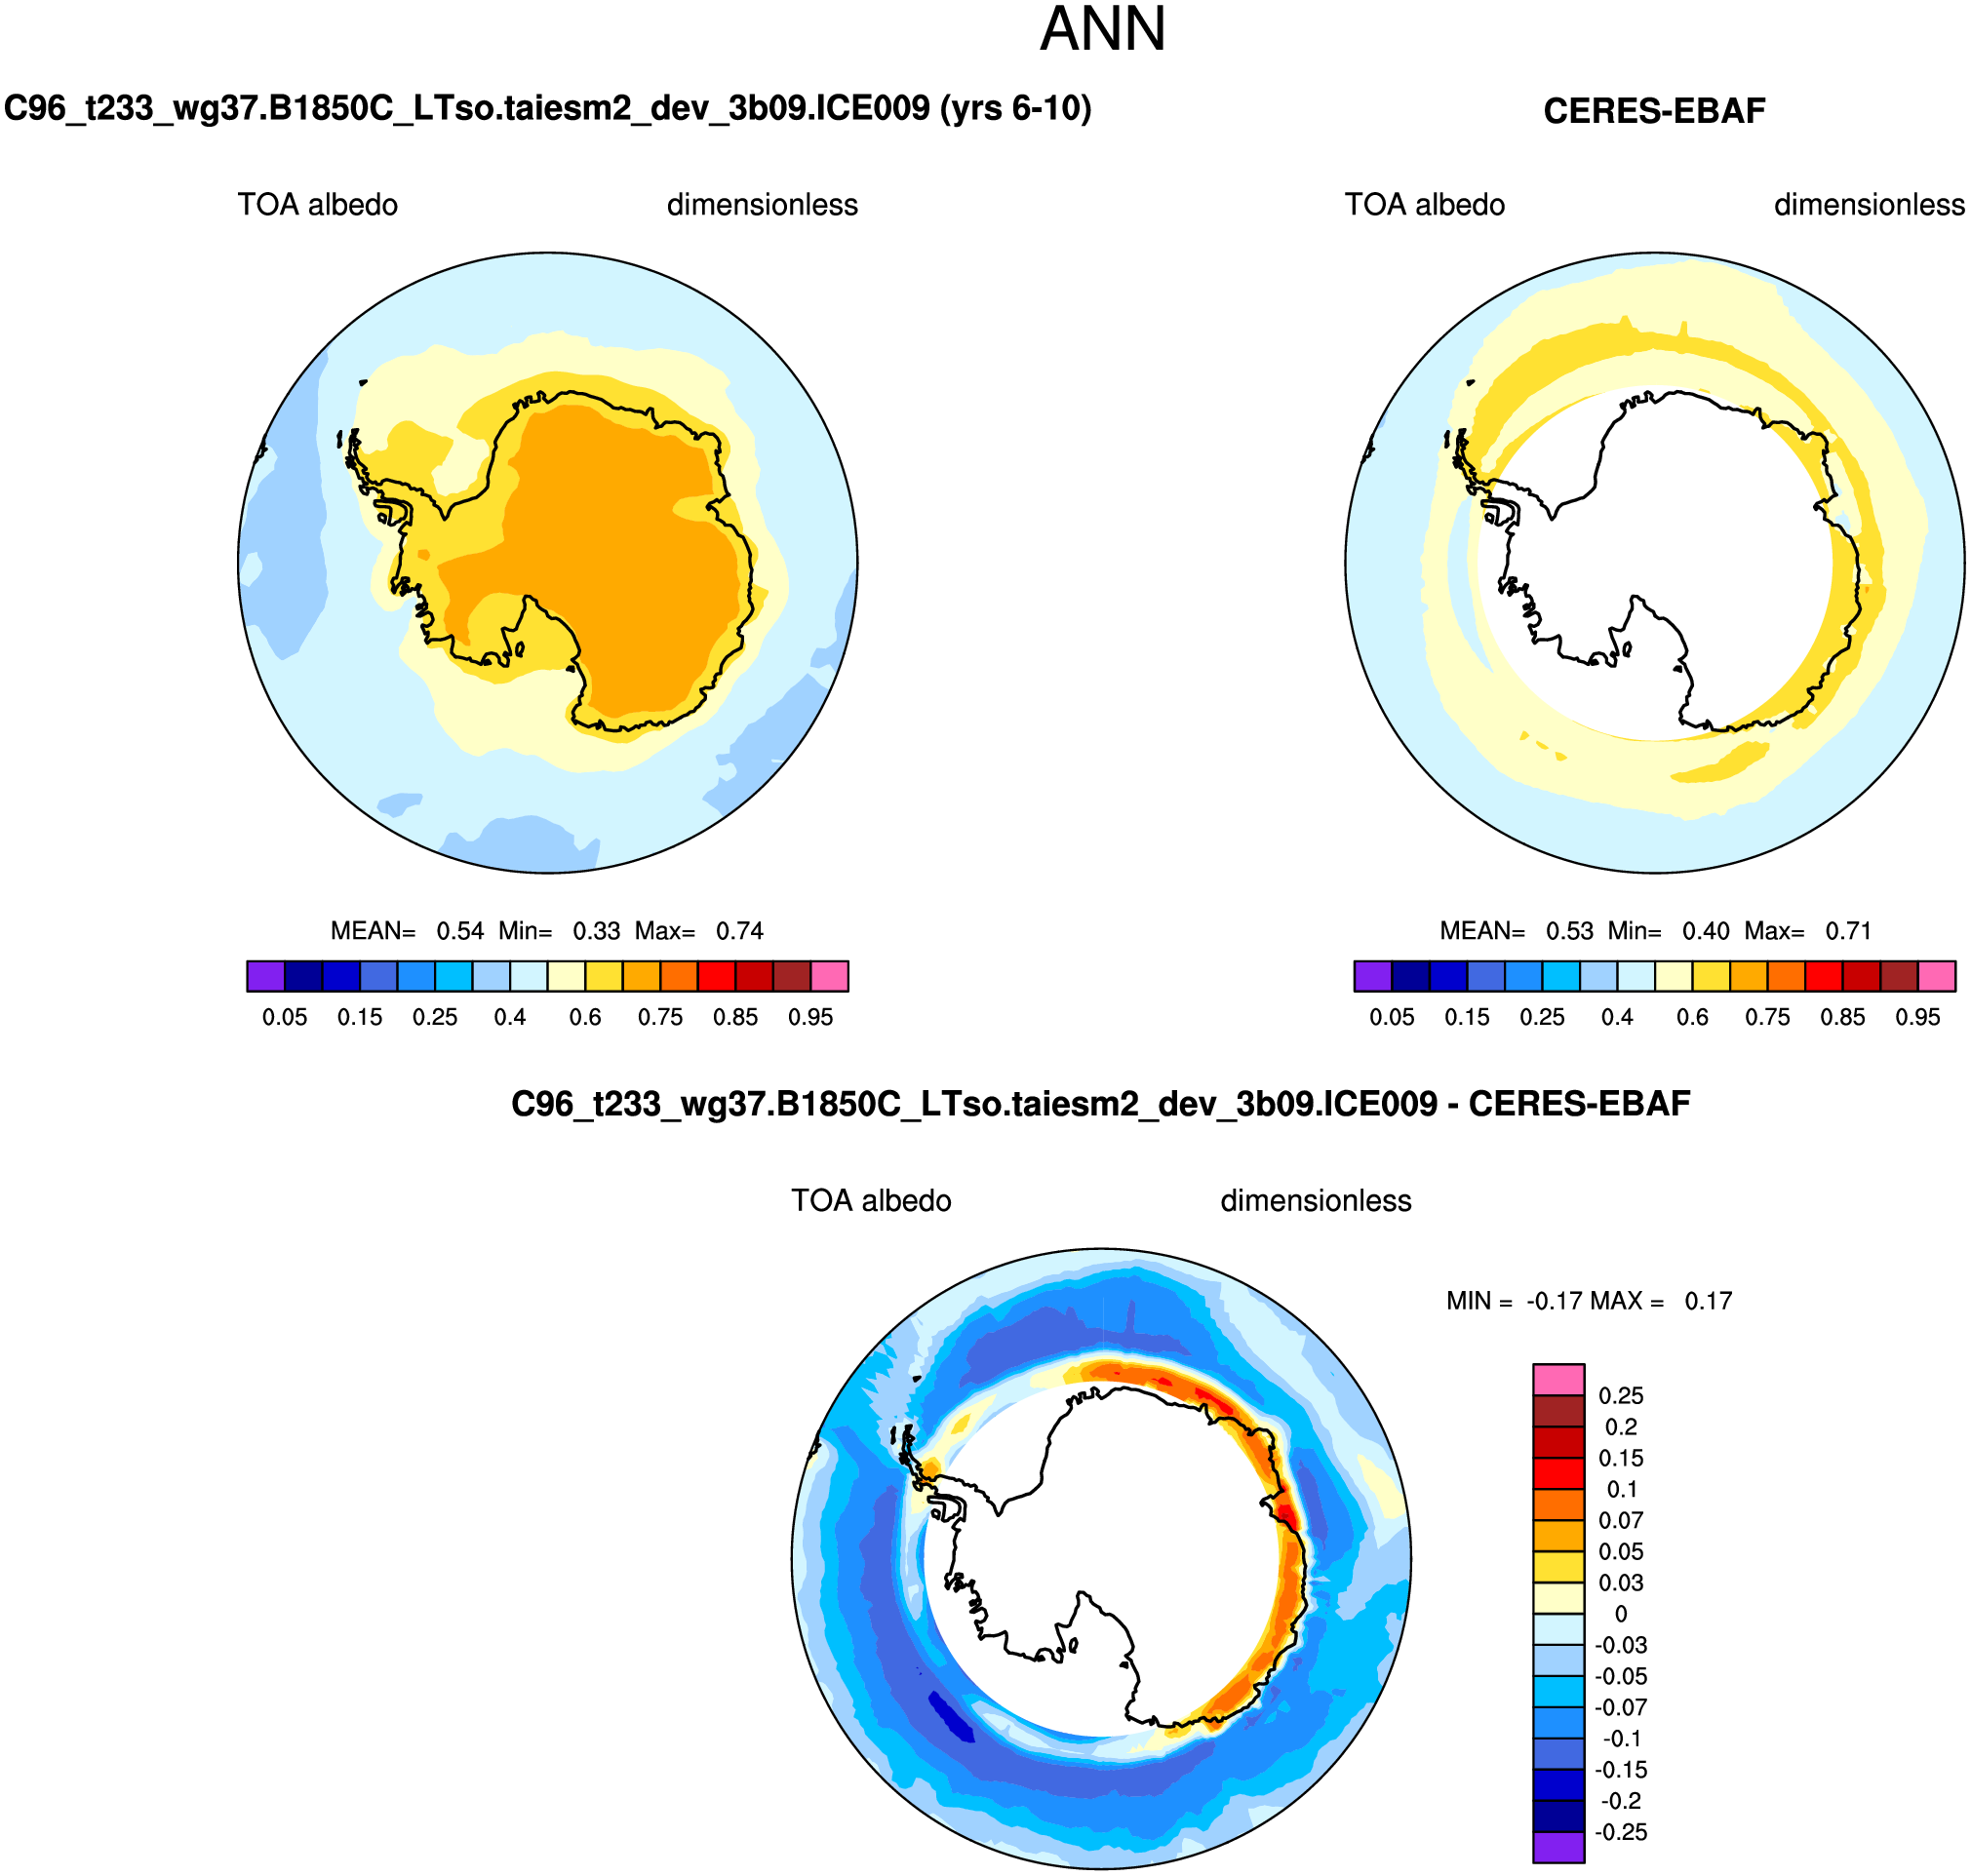 ANN
C96_t233_wg37.B1850C_LTso.taiesm2_dev_3b09.ICE009 (yrs 6-10)
CERES-EBAF
TOA albedo dimensionless
TOA albedo dimensionless
MEAN= 0.54 Min= 0.33 Max= 0.74
0.05 0.15 0.25 0.4 0.6 0.75 0.85 0.95
MEAN= 0.53 Min= 0.40 Max= 0.71
0.05 0.15 0.25 0.4 0.6 0.75 0.85 0.95
C96_t233_wg37.B1850C_LTso.taiesm2_dev_3b09.ICE009 - CERES-EBAF
TOA albedo dimensionless
MIN = -0.17 MAX = 0.17
0.25
0.2
0.15
0.1
0.07
0.05
0.03
0
-0.03
-0.05
-0.07
-0.1
-0.15
-0.2
-0.25